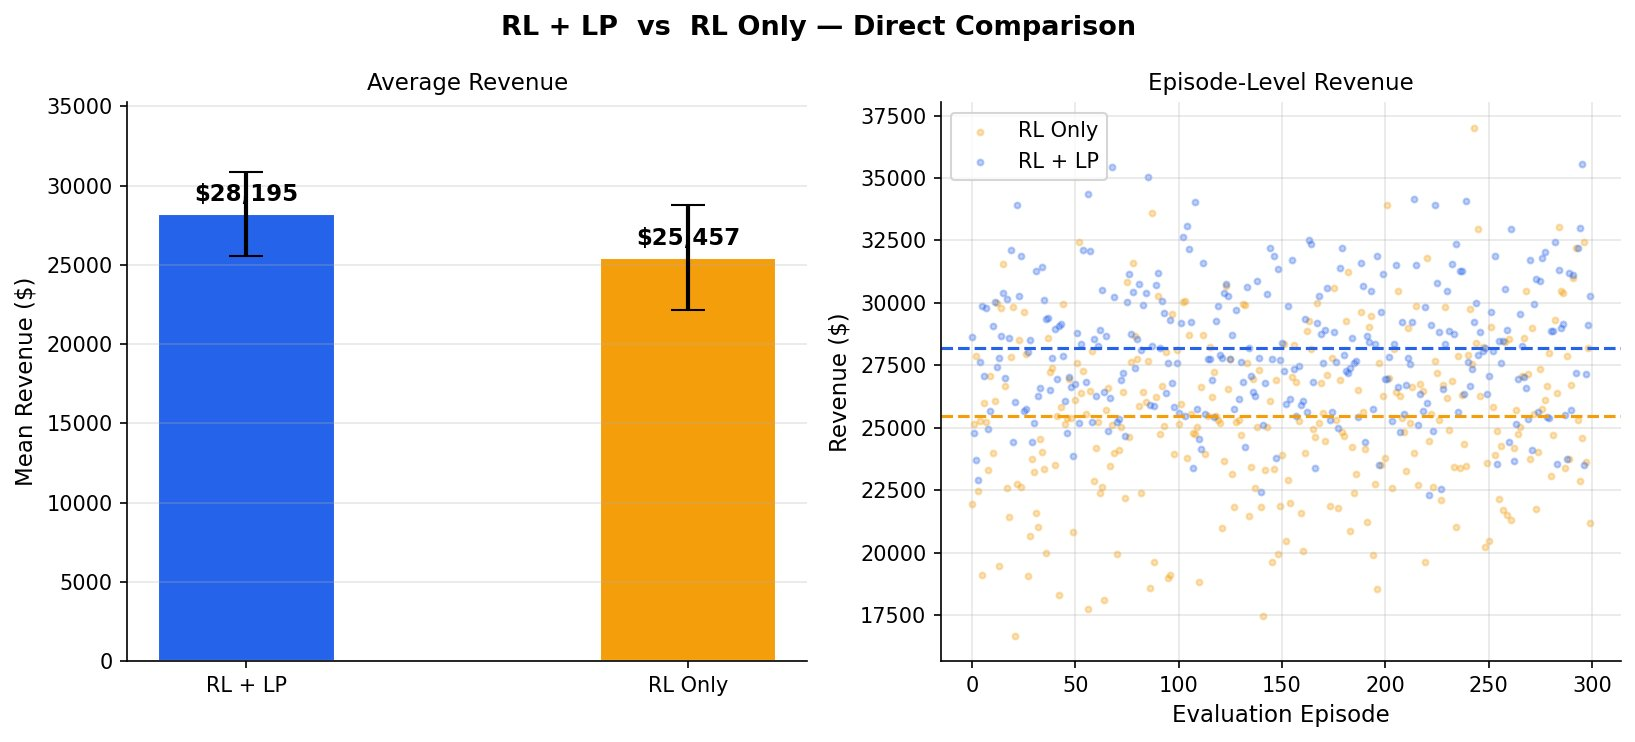 RL + LP  vs  RL Only — Direct Comparison
Average Revenue
Mean Revenue ($)
35000
30000
25000
20000
15000
10000
5000
0
$28,195
$25,457
RL + LP
RL Only
Episode-Level Revenue
Revenue ($)
37500
35000
32500
30000
27500
25000
22500
20000
17500
RL Only
RL + LP
0
50
100
150
200
250
300
Evaluation Episode